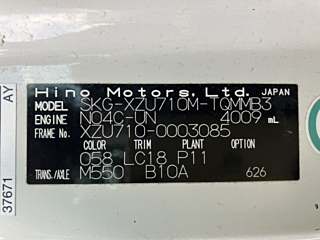 Hino Motors, Ltd. JAPAN
MODEL SKG-XZU710M-TQMMB3
ENGINE N04C-UN 4009 mL
FRAME No. XZU710-0003085
COLOR TRIM PLANT OPTION
058 LC18 P11
TRANS./AXLE M550 B10A 626
AY
37671